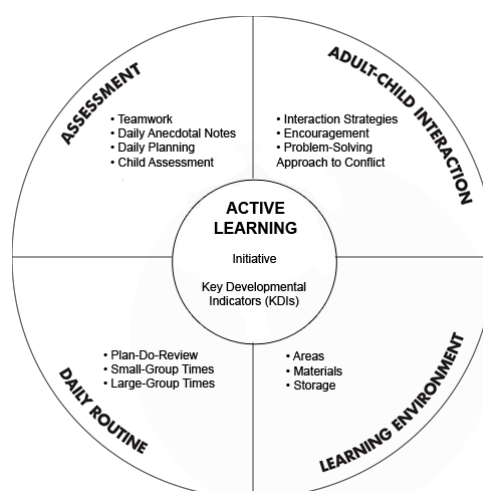 ASSESSMENT
• Teamwork
• Daily Anecdotal Notes
• Daily Planning
• Child Assessment
ADULT-CHILD INTERACTION
• Interaction Strategies
• Encouragement
• Problem-Solving
Approach to Conflict
ACTIVE
LEARNING
Initiative
Key Developmental
Indicators (KDIs)
DAILY ROUTINE
• Plan-Do-Review
• Small-Group Times
• Large-Group Times
LEARNING ENVIRONMENT
• Areas
• Materials
• Storage